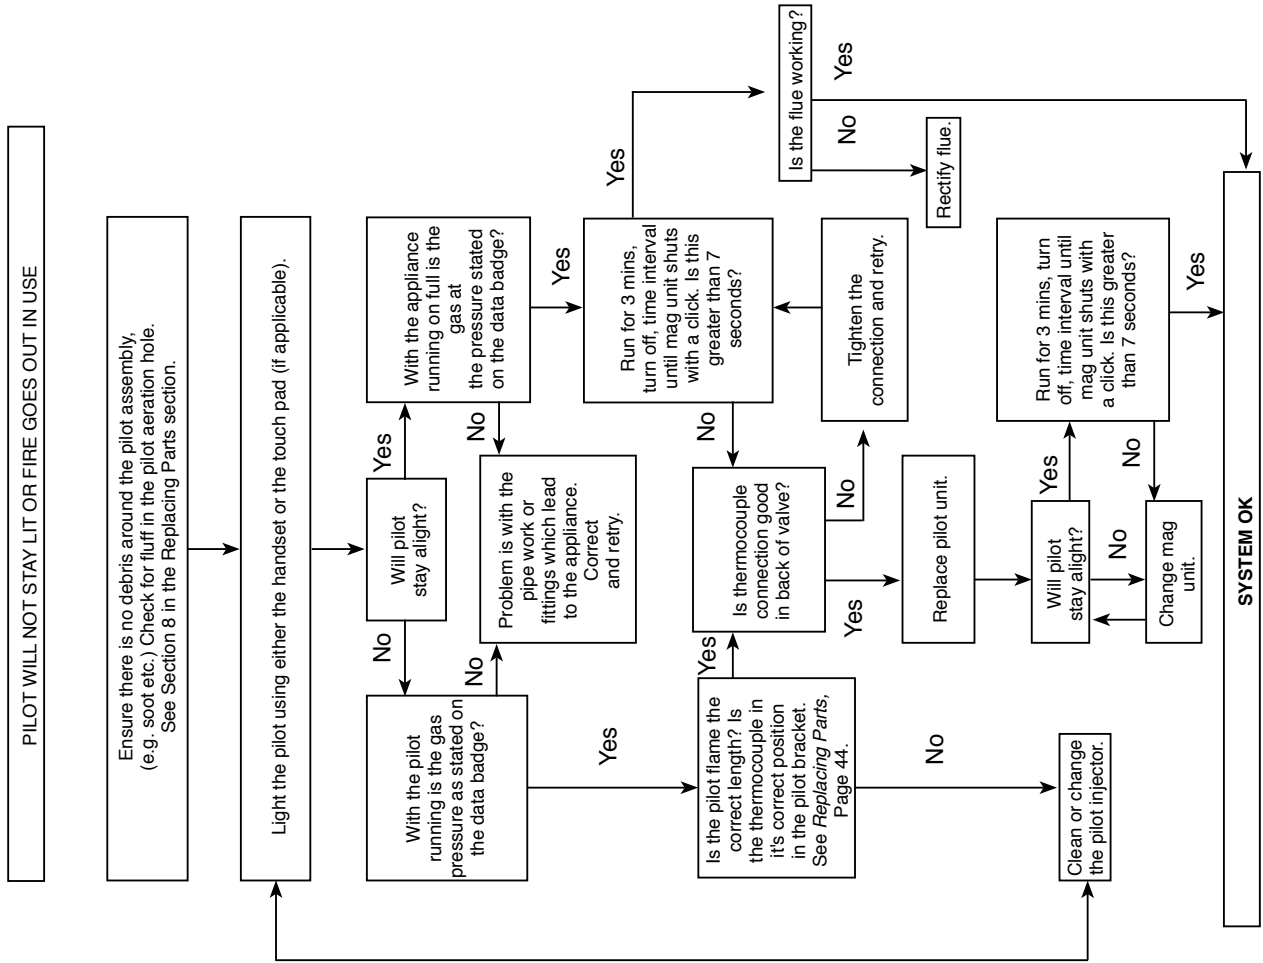 PILOT WILL NOT STAY LIT OR FIRE GOES OUT IN USE
Ensure there is no debris around the pilot assembly,
(e.g. soot etc.) Check for fluff in the pilot aeration hole.
See Section 8 in the Replacing Parts section.
Light the pilot using either the handset or the touch pad (if applicable).
Will pilot
stay alight?
No
Yes
With the pilot
running is the gas
pressure as stated on
the data badge?
No
Yes
With the appliance
running on full is the
gas at
the pressure stated
on the data badge?
No
Yes
Problem is with the
pipe work or
fittings which lead
to the appliance.
Correct
and retry.
Run for 3 mins,
turn off, time interval
until mag unit shuts
with a click. Is this
greater than 7
seconds?
No
Yes
Is the pilot flame the
correct length? Is
the thermocouple in
it's correct position
in the pilot bracket.
See Replacing Parts,
Page 44.
Yes
No
Is thermocouple
connection good
in back of valve?
Yes
No
Tighten the
connection and retry.
Is the flue working?
No
Yes
Rectify flue.
Replace pilot unit.
Will pilot
stay alight?
Yes
No
Run for 3 mins, turn
off, time interval until
mag unit shuts with
a click. Is this greater
than 7 seconds?
No
Yes
Change mag
unit.
Clean or change
the pilot injector.
SYSTEM OK